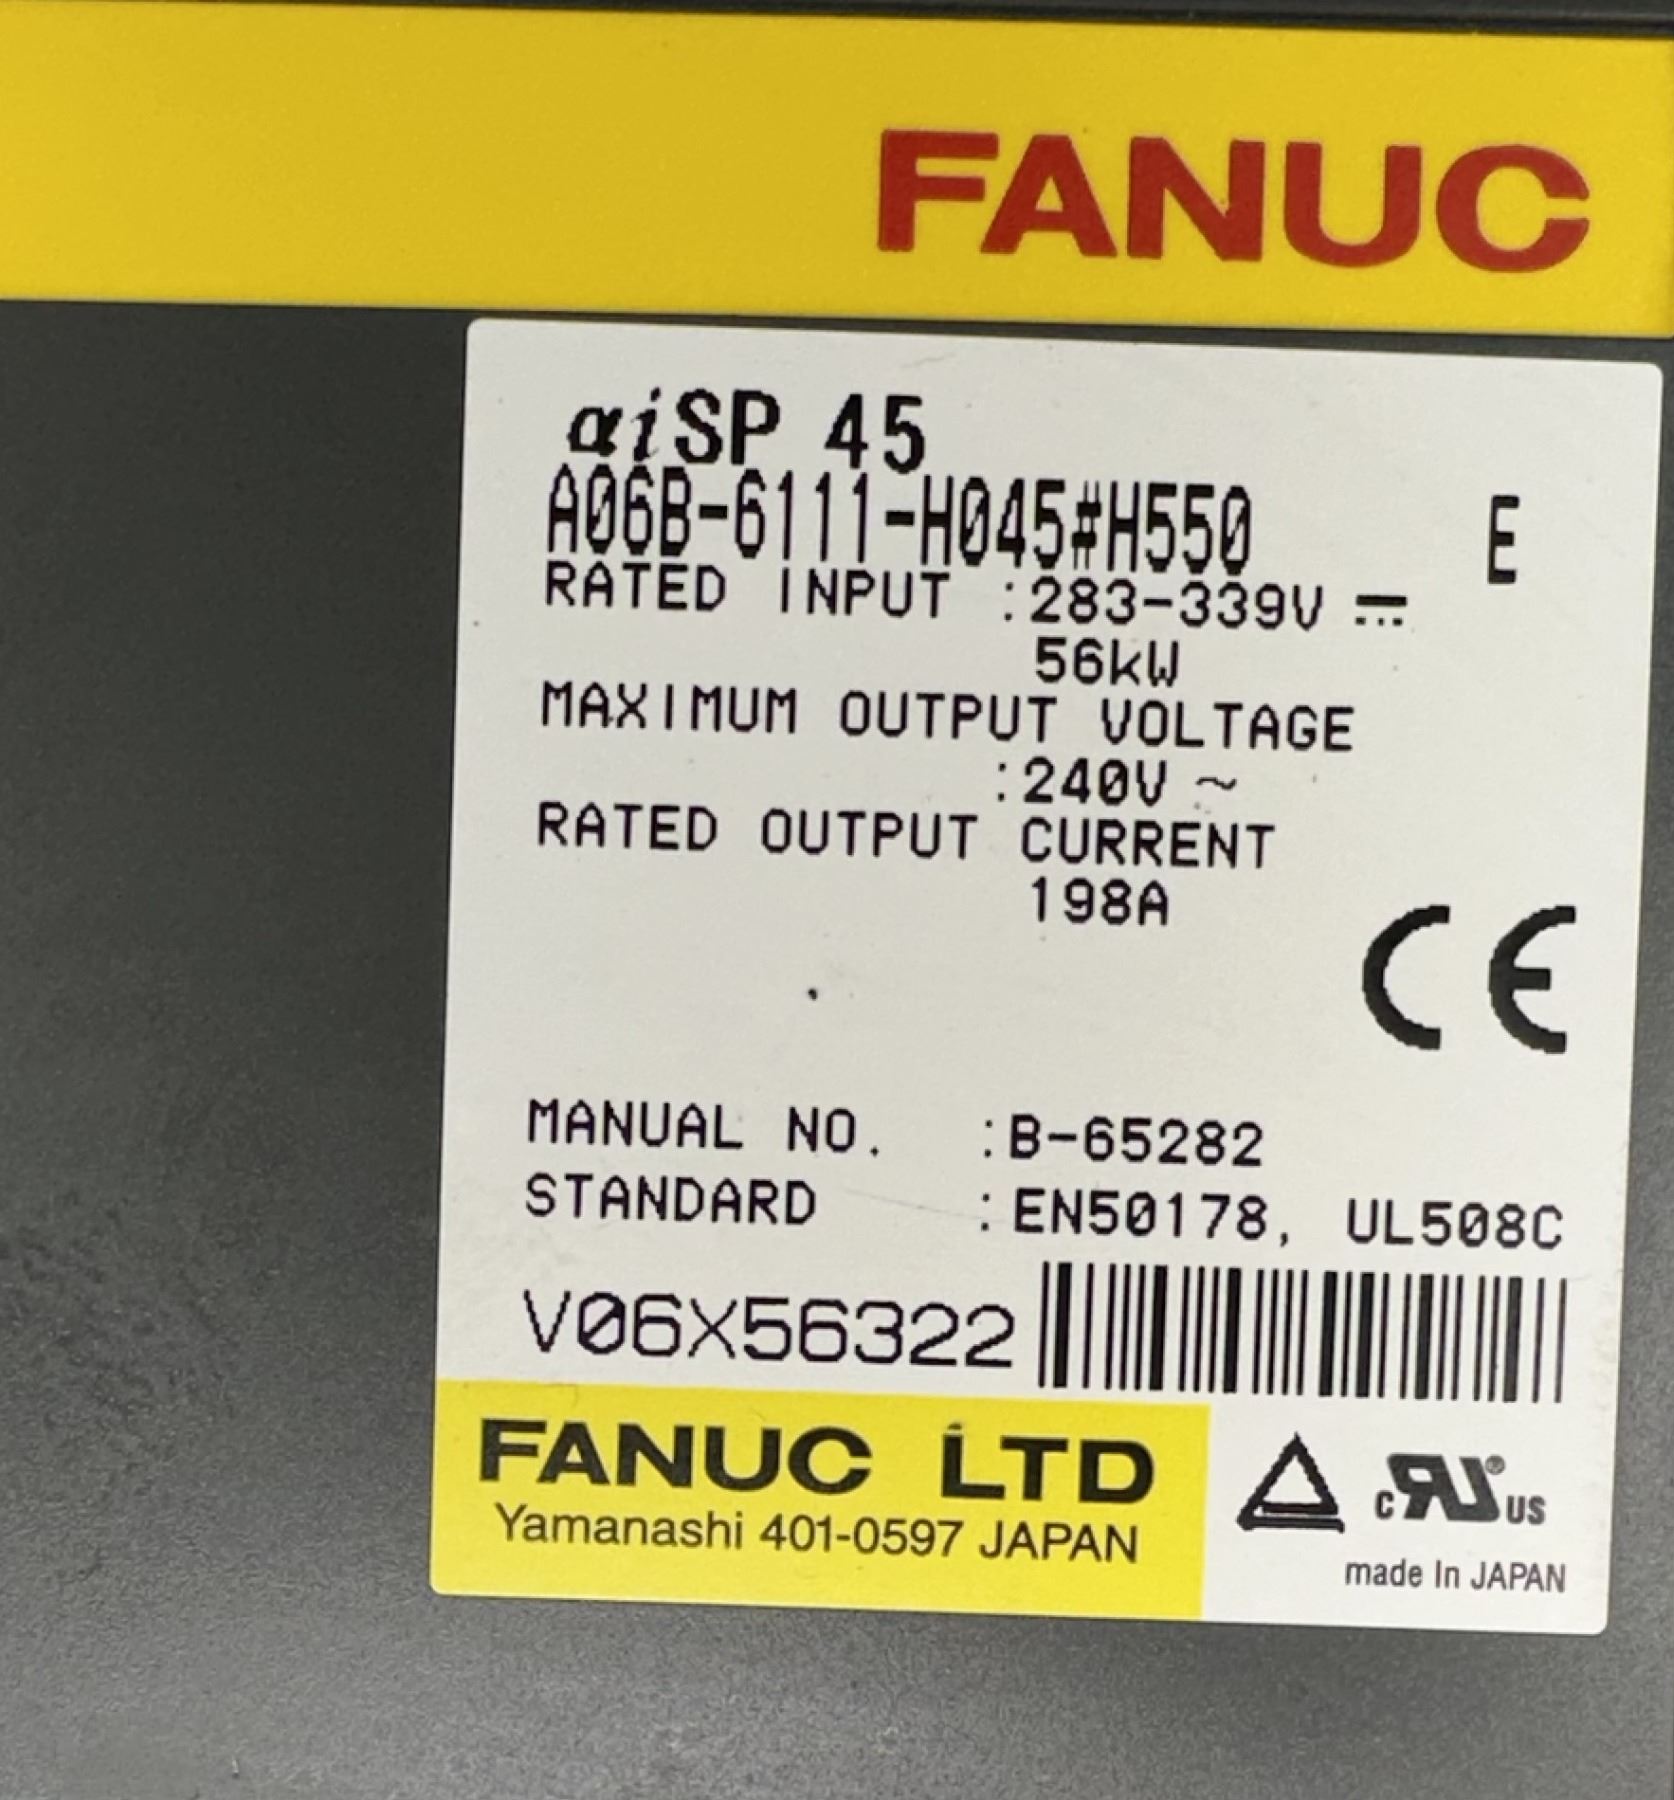 FANUC
αiSP 45
A06B-6111-H045#H550 E
RATED INPUT :283-339V ⎓
56kW
MAXIMUM OUTPUT VOLTAGE
:240V ~
RATED OUTPUT CURRENT
198A
CE
MANUAL NO. :B-65282
STANDARD :EN50178, UL508C
V06X56322
FANUC LTD
Yamanashi 401-0597 JAPAN
c RU® US
made In JAPAN